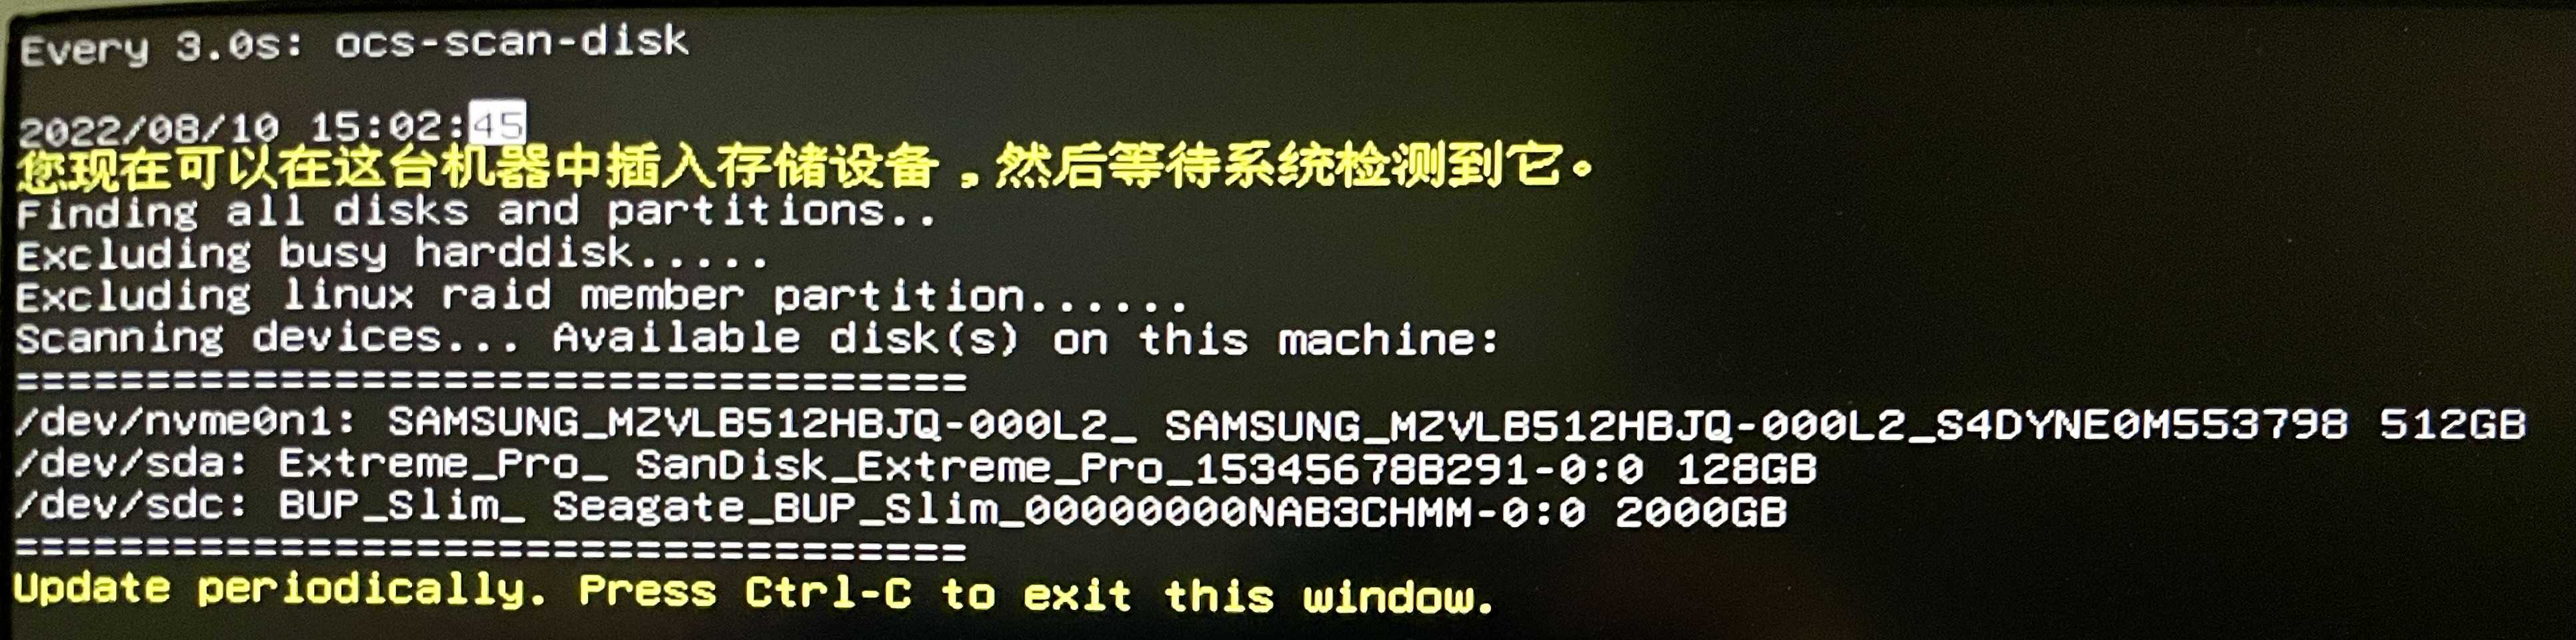 Every 3.0s: ocs-scan-disk
2022/08/10 15:02:45
您现在可以在这台机器中插入存储设备，然后等待系统检测到它。
Finding all disks and partitions..
Excluding busy harddisk.....
Excluding linux raid member partition......
Scanning devices... Available disk(s) on this machine:
===================================
/dev/nvme0n1: SAMSUNG_MZVLB512HBJQ-000L2_ SAMSUNG_MZVLB512HBJQ-000L2_S4DYNE0M553798 512GB
/dev/sda: Extreme_Pro_ SanDisk_Extreme_Pro_15345678B291-0:0 128GB
/dev/sdc: BUP_Slim_ Seagate_BUP_Slim_00000000NAB3CHMM-0:0 2000GB
===================================
Update periodically. Press Ctrl-C to exit this window.